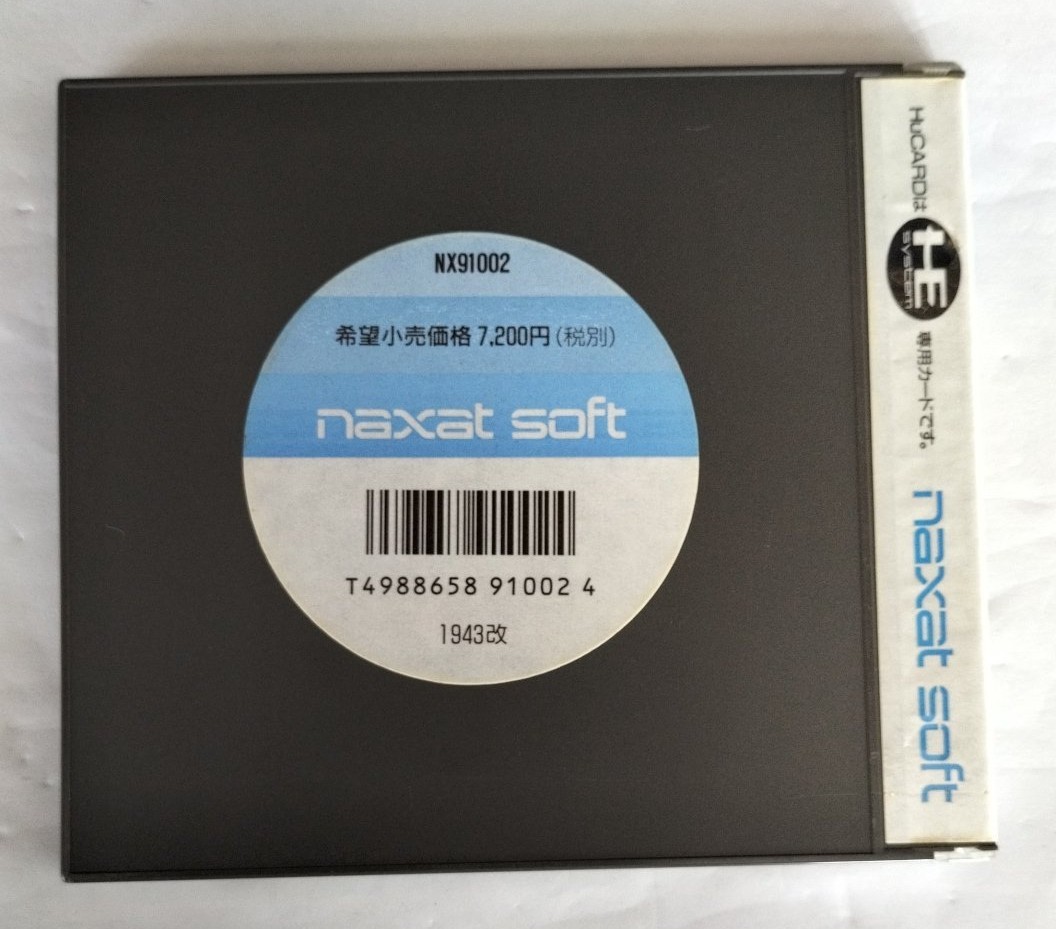 NX91002
希望小売価格 7,200円(税別)
naxat soft
T4988658 91002 4
1943改
HuCARDは HE system 専用カードです。
naxat soft